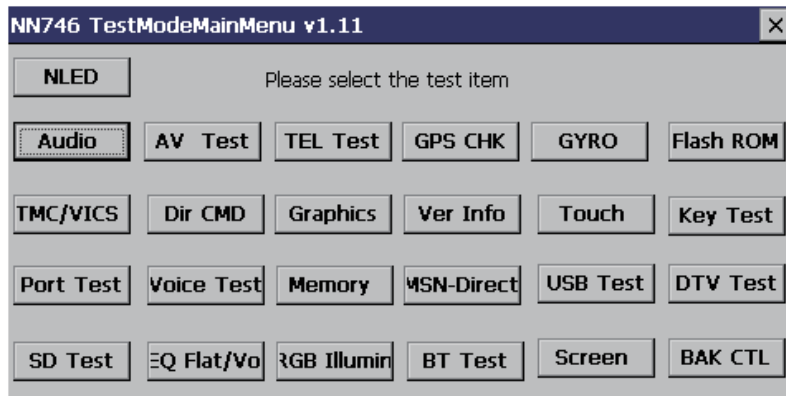 NN746 TestModeMainMenu v1.11
NLED Please select the test item
Audio AV Test TEL Test GPS CHK GYRO Flash ROM
TMC/VICS Dir CMD Graphics Ver Info Touch Key Test
Port Test Voice Test Memory MSN-Direct USB Test DTV Test
SD Test EQ Flat/Vo RGB Illumin BT Test Screen BAK CTL